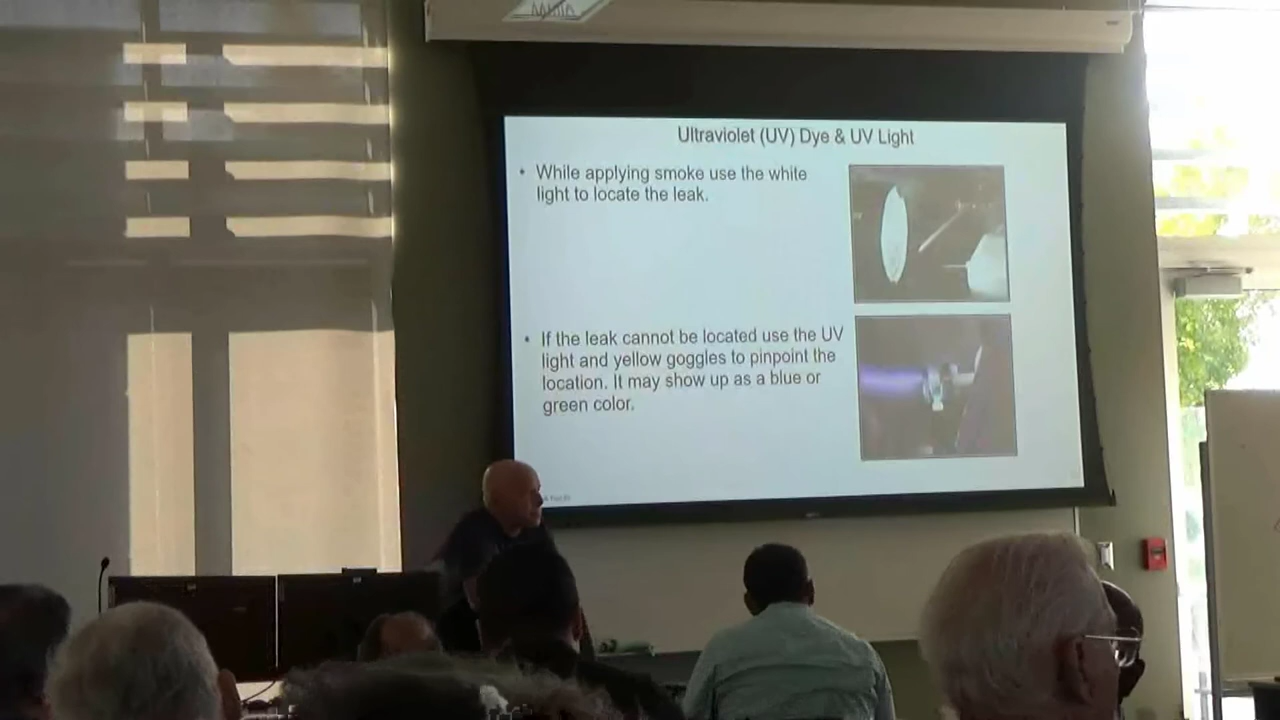 Ultraviolet (UV) Dye & UV Light
• While applying smoke use the white
light to locate the leak.
• If the leak cannot be located use the UV
light and yellow goggles to pinpoint the
location. It may show up as a blue or
green color.